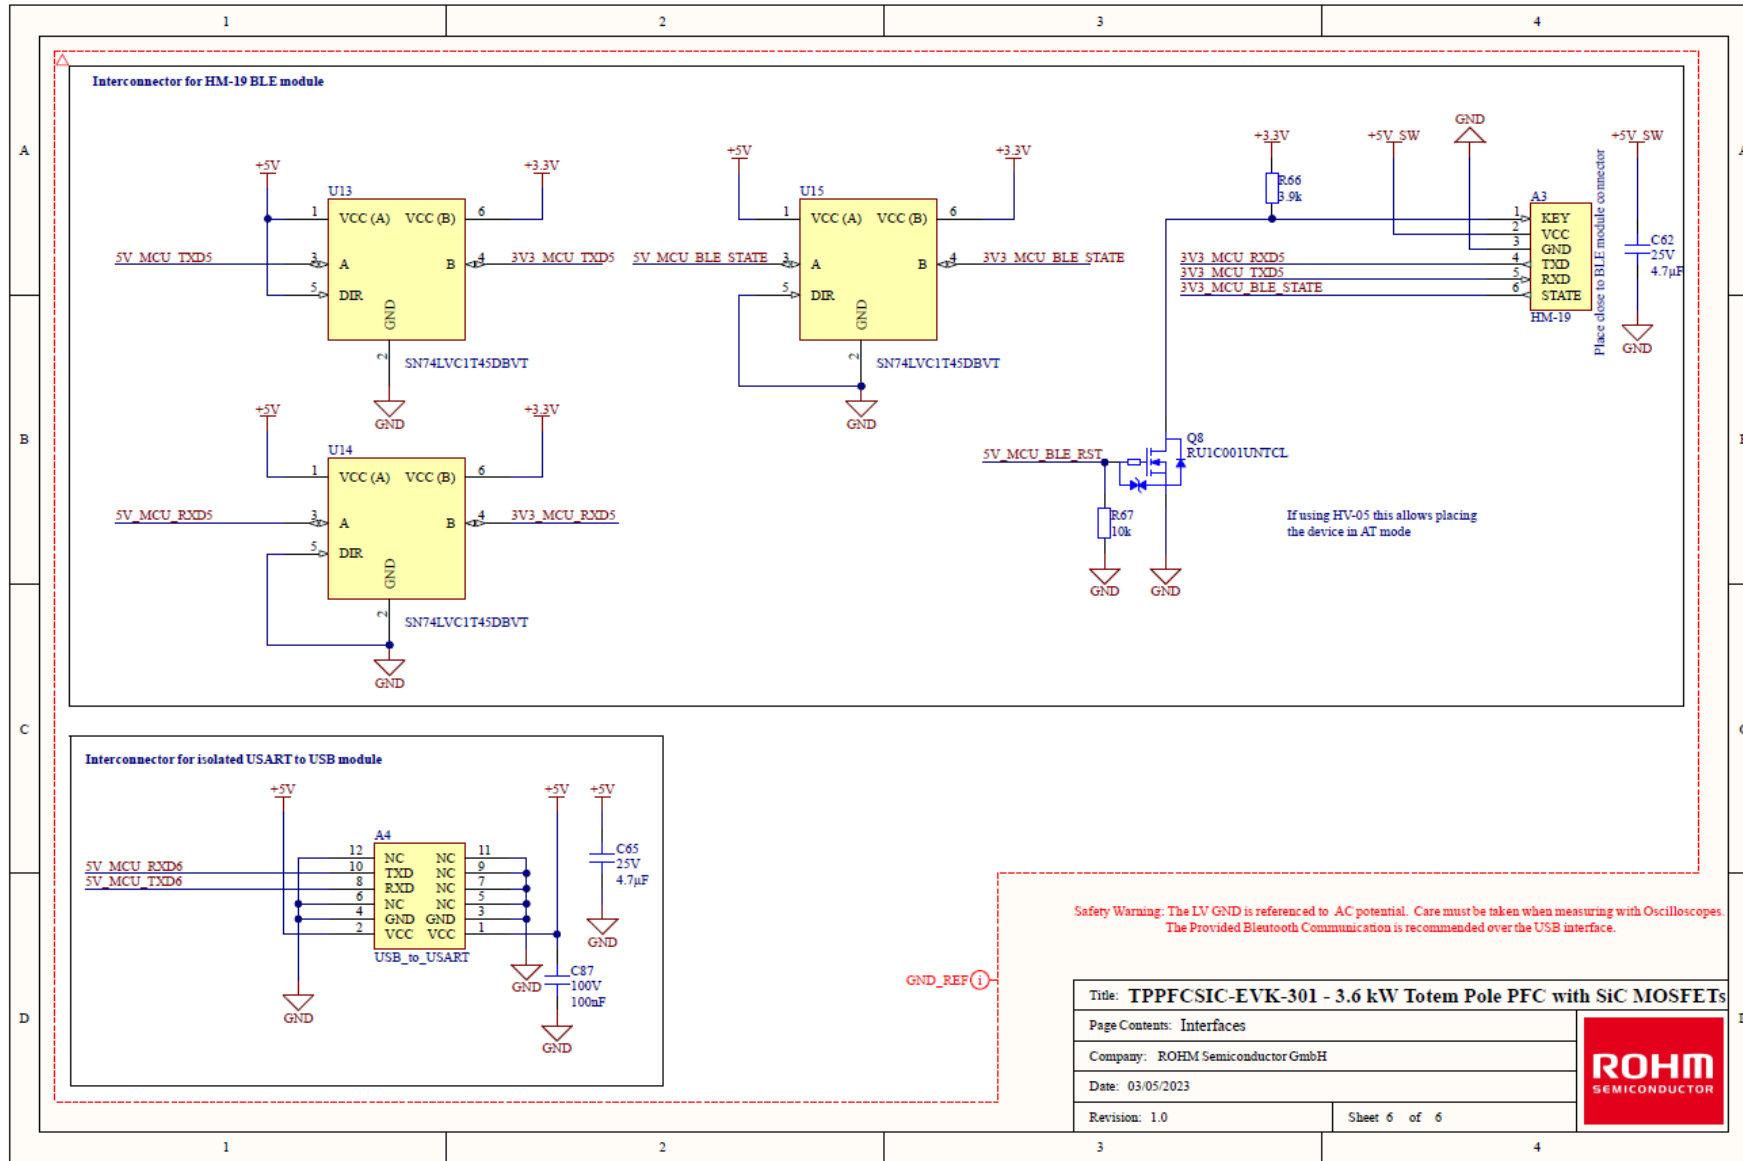 1 2 3 4
A
B
C
D
Interconnector for HM-19 BLE module
+5V
+3.3V
U13
1 VCC (A) VCC (B) 6
5V_MCU_TXD5 3 A B 4 3V3_MCU_TXD5
5 DIR
GND
2
SN74LVC1T45DBVT
GND
+5V
+3.3V
U15
1 VCC (A) VCC (B) 6
5V_MCU_BLE_STATE 3 A B 4 3V3_MCU_BLE_STATE
5 DIR
GND
2
SN74LVC1T45DBVT
GND
+5V
+3.3V
U14
1 VCC (A) VCC (B) 6
5V_MCU_RXD5 3 A B 4 3V3_MCU_RXD5
5 DIR
GND
2
SN74LVC1T45DBVT
GND
+3.3V
R66
3.9k
+5V_SW
GND
+5V_SW
A3
1 KEY
2 VCC
3 GND
3V3_MCU_RXD5 4 TXD
3V3_MCU_TXD5 5 RXD
3V3_MCU_BLE_STATE 6 STATE
HM-19
Place close to BLE module connector
C62
25V
4.7µF
GND
5V_MCU_BLE_RST
Q8
RU1C001UNTCL
R67
10k
GND
GND
If using HV-05 this allows placing
the device in AT mode
Interconnector for isolated USART to USB module
+5V
+5V
+5V
A4
12 NC NC 11
5V_MCU_RXD6 10 TXD NC 9
5V_MCU_TXD6 8 RXD NC 7
6 NC NC 5
4 GND GND 3
2 VCC VCC 1
USB_to_USART
GND
GND
C65
25V
4.7µF
GND
C87
100V
100nF
GND
GND_REF i
Safety Warning: The LV GND is referenced to AC potential. Care must be taken when measuring with Oscilloscopes.
The Provided Bleutooth Communication is recommended over the USB interface.
Title: TPPFCSIC-EVK-301 - 3.6 kW Totem Pole PFC with SiC MOSFETs
Page Contents: Interfaces
Company: ROHM Semiconductor GmbH
Date: 03/05/2023
Revision: 1.0
Sheet 6 of 6
ROHM
SEMICONDUCTOR
1 2 3 4